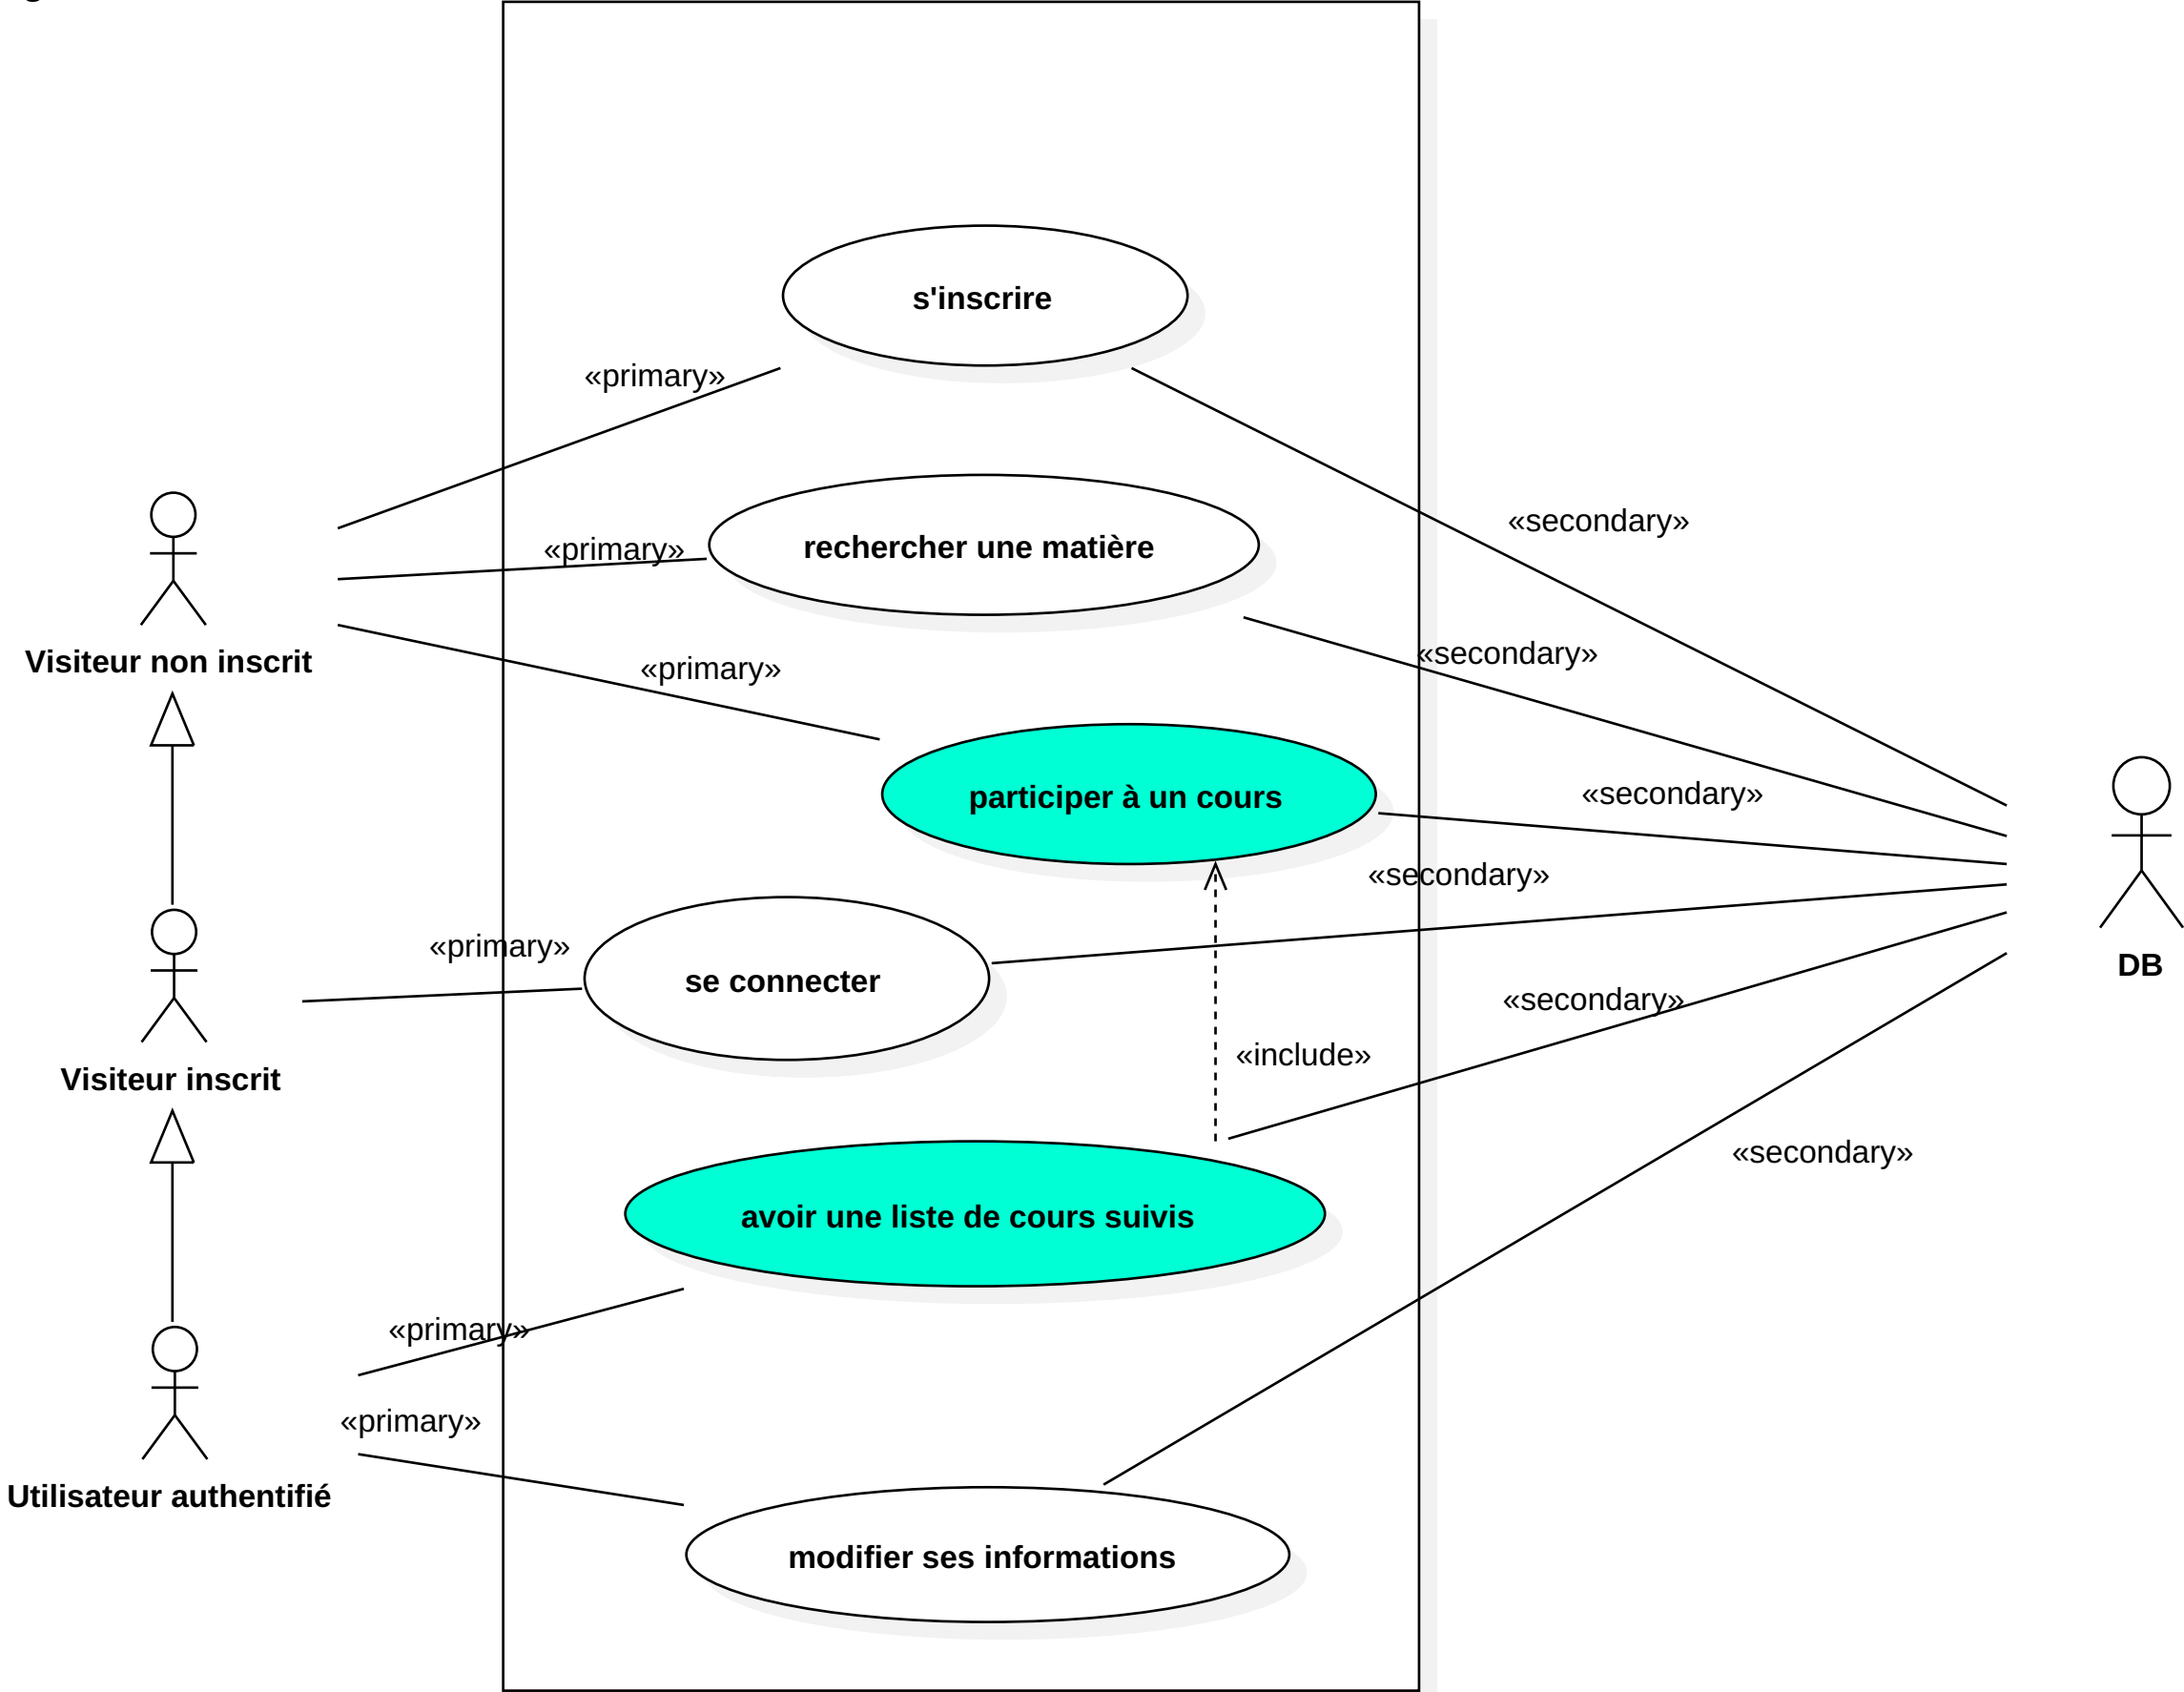 s'inscrire
«primary»
«secondary»
rechercher une matière
«primary»
Visiteur non inscrit
«primary»
«secondary»
participer à un cours
«secondary»
«secondary»
«primary»
se connecter
DB
«secondary»
«include»
Visiteur inscrit
«secondary»
avoir une liste de cours suivis
«primary»
«primary»
Utilisateur authentifié
modifier ses informations